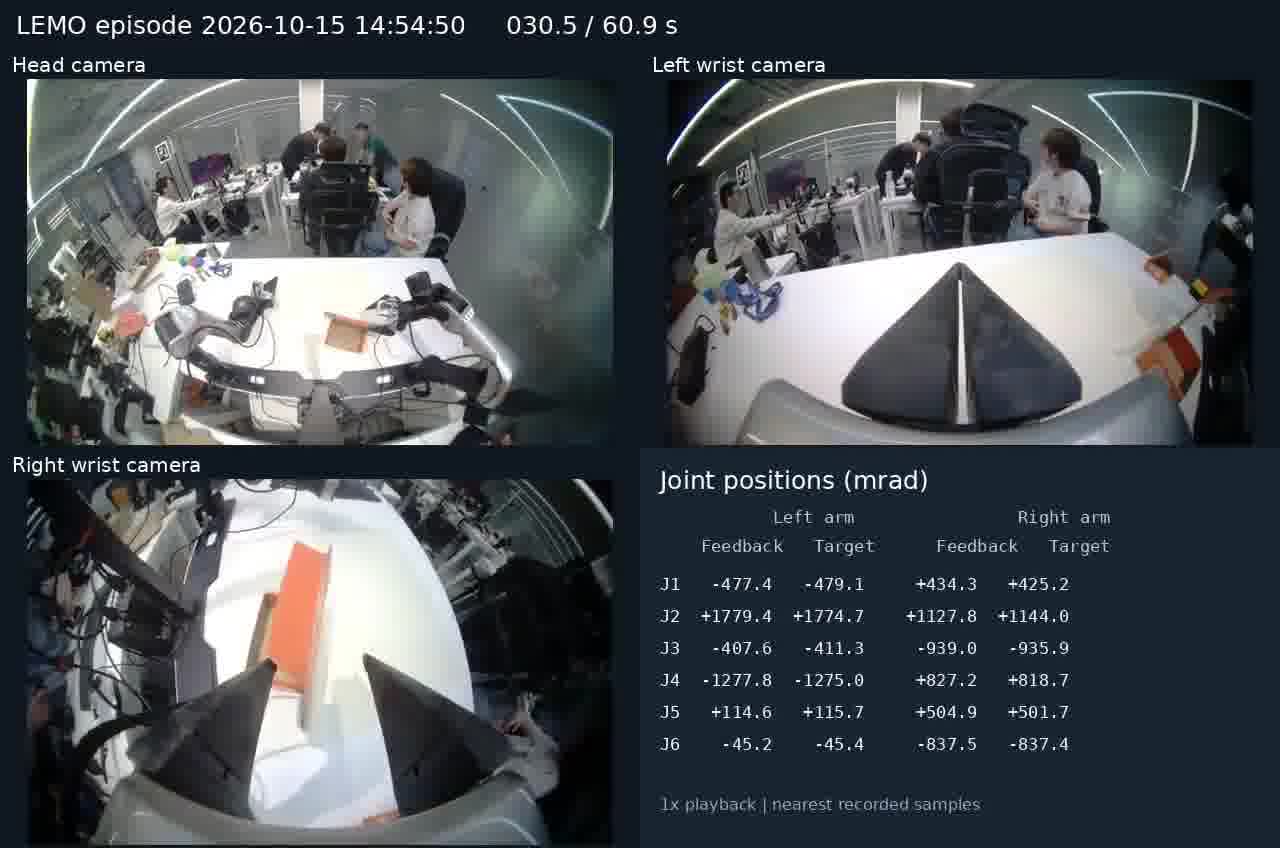 LEMO episode 2026-10-15 14:54:50 030.5 / 60.9 s
Head camera
Left wrist camera
Right wrist camera
Joint positions (mrad)
Left arm Right arm
Feedback Target Feedback Target
J1 -477.4 -479.1 +434.3 +425.2
J2 +1779.4 +1774.7 +1127.8 +1144.0
J3 -407.6 -411.3 -939.0 -935.9
J4 -1277.8 -1275.0 +827.2 +818.7
J5 +114.6 +115.7 +504.9 +501.7
J6 -45.2 -45.4 -837.5 -837.4
1x playback | nearest recorded samples